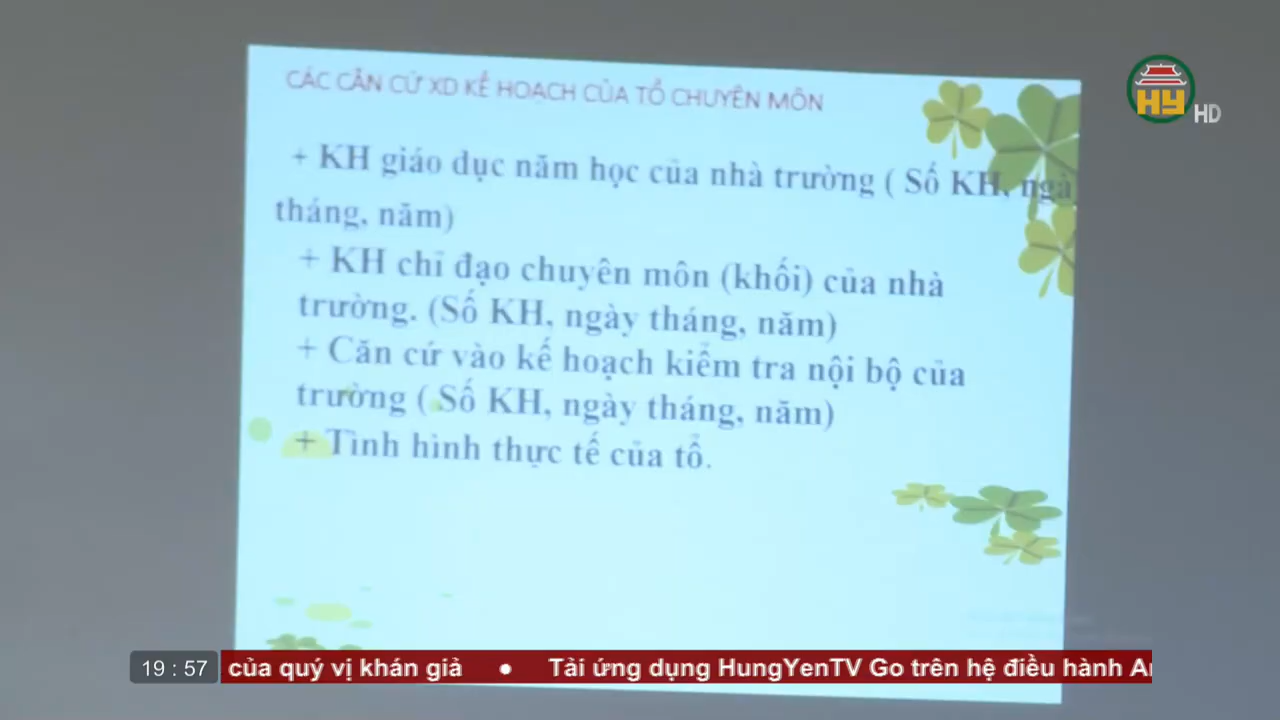 CÁC CĂN CỨ XD KẾ HOẠCH CỦA TỔ CHUYÊN MÔN
+ KH giáo dục năm học của nhà trường ( Số KH, ngà
tháng, năm)
+ KH chỉ đạo chuyên môn (khối) của nhà
trường. (Số KH, ngày tháng, năm)
+ Căn cứ vào kế hoạch kiểm tra nội bộ của
trường ( Số KH, ngày tháng, năm)
+ Tình hình thực tế của tổ.
HY HD
19 : 57 của quý vị khán giả • Tải ứng dụng HungYenTV Go trên hệ điều hành